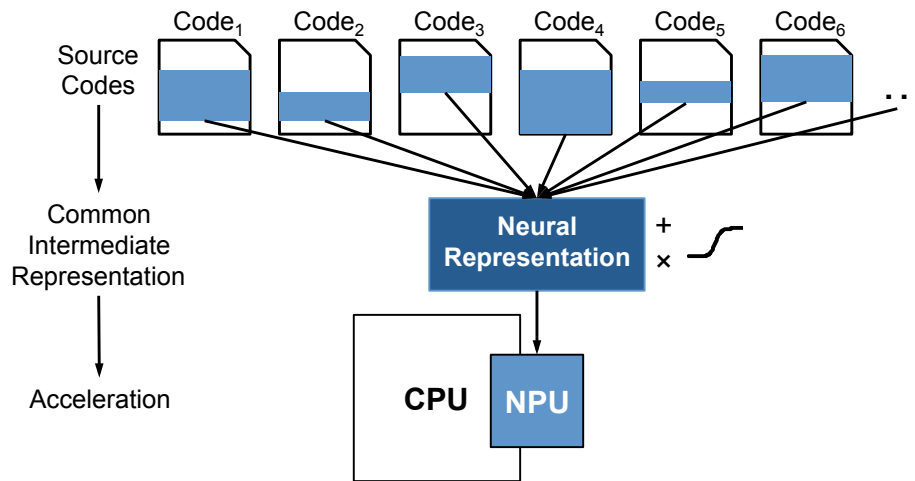 Code1 Code2 Code3 Code4 Code5 Code6
Source
Codes
. .
Common
Intermediate
Representation
Neural
Representation
+
×
CPU
NPU
Acceleration